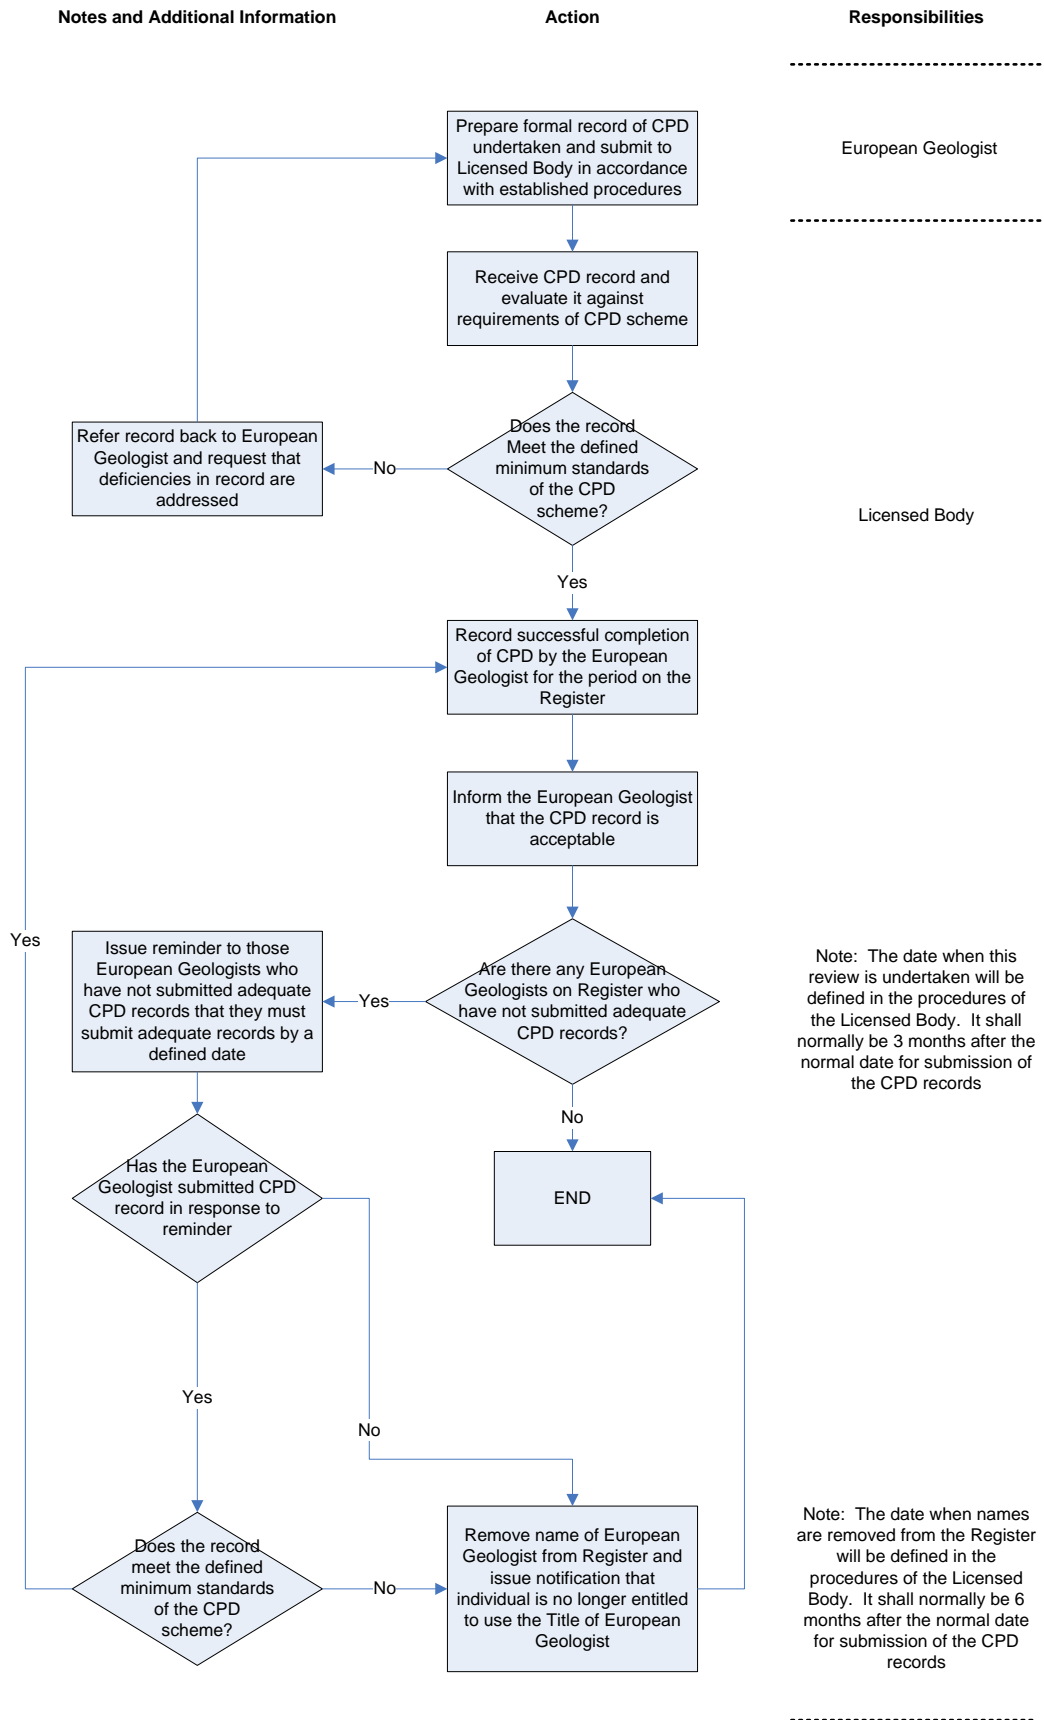 Notes and Additional Information
Action
Responsibilities
Prepare formal record of CPD
undertaken and submit to
Licensed Body in accordance
with established procedures
European Geologist
Receive CPD record and
evaluate it against
requirements of CPD scheme
Does the record
Meet the defined
minimum standards
of the CPD
scheme?
No
Refer record back to European
Geologist and request that
deficiencies in record are
addressed
Licensed Body
Yes
Record successful completion
of CPD by the European
Geologist for the period on the
Register
Inform the European Geologist
that the CPD record is
acceptable
Yes
Are there any European
Geologists on Register who
have not submitted adequate
CPD records?
Yes
Issue reminder to those
European Geologists who
have not submitted adequate
CPD records that they must
submit adequate records by a
defined date
Note: The date when this
review is undertaken will be
defined in the procedures of
the Licensed Body. It shall
normally be 3 months after the
normal date for submission of
the CPD records
No
END
Has the European
Geologist submitted CPD
record in response to
reminder
Yes
No
Does the record
meet the defined
minimum standards
of the CPD
scheme?
No
Remove name of European
Geologist from Register and
issue notification that
individual is no longer entitled
to use the Title of European
Geologist
Note: The date when names
are removed from the Register
will be defined in the
procedures of the Licensed
Body. It shall normally be 6
months after the normal date
for submission of the CPD
records